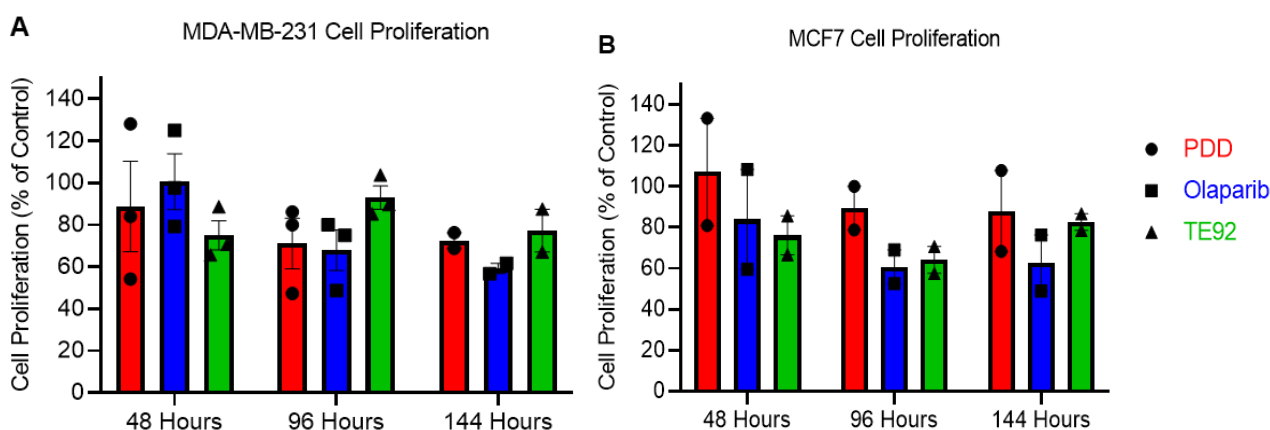 A
MDA-MB-231 Cell Proliferation
Cell Proliferation (% of Control)
140
120
100
80
60
40
20
0
48 Hours
96 Hours
144 Hours
B
MCF7 Cell Proliferation
Cell Proliferation (% of Control)
140
120
100
80
60
40
20
0
48 Hours
96 Hours
144 Hours
PDD
Olaparib
TE92